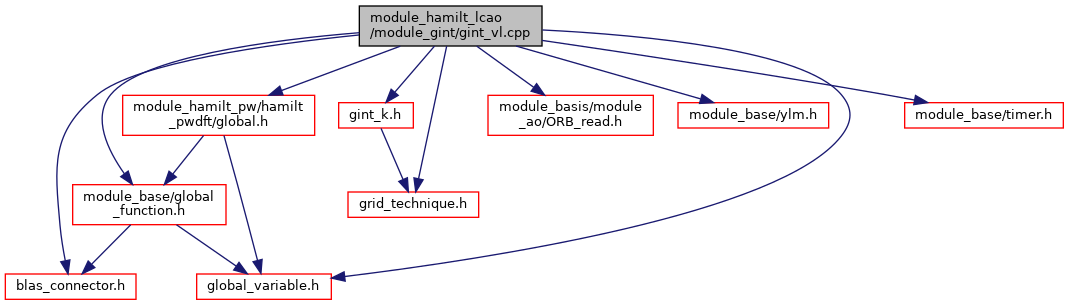 module_hamilt_lcao
/module_gint/gint_vl.cpp
module_hamilt_pw/hamilt
_pwdft/global.h
gint_k.h
module_basis/module
_ao/ORB_read.h
module_base/ylm.h
module_base/timer.h
module_base/global
_function.h
grid_technique.h
blas_connector.h
global_variable.h